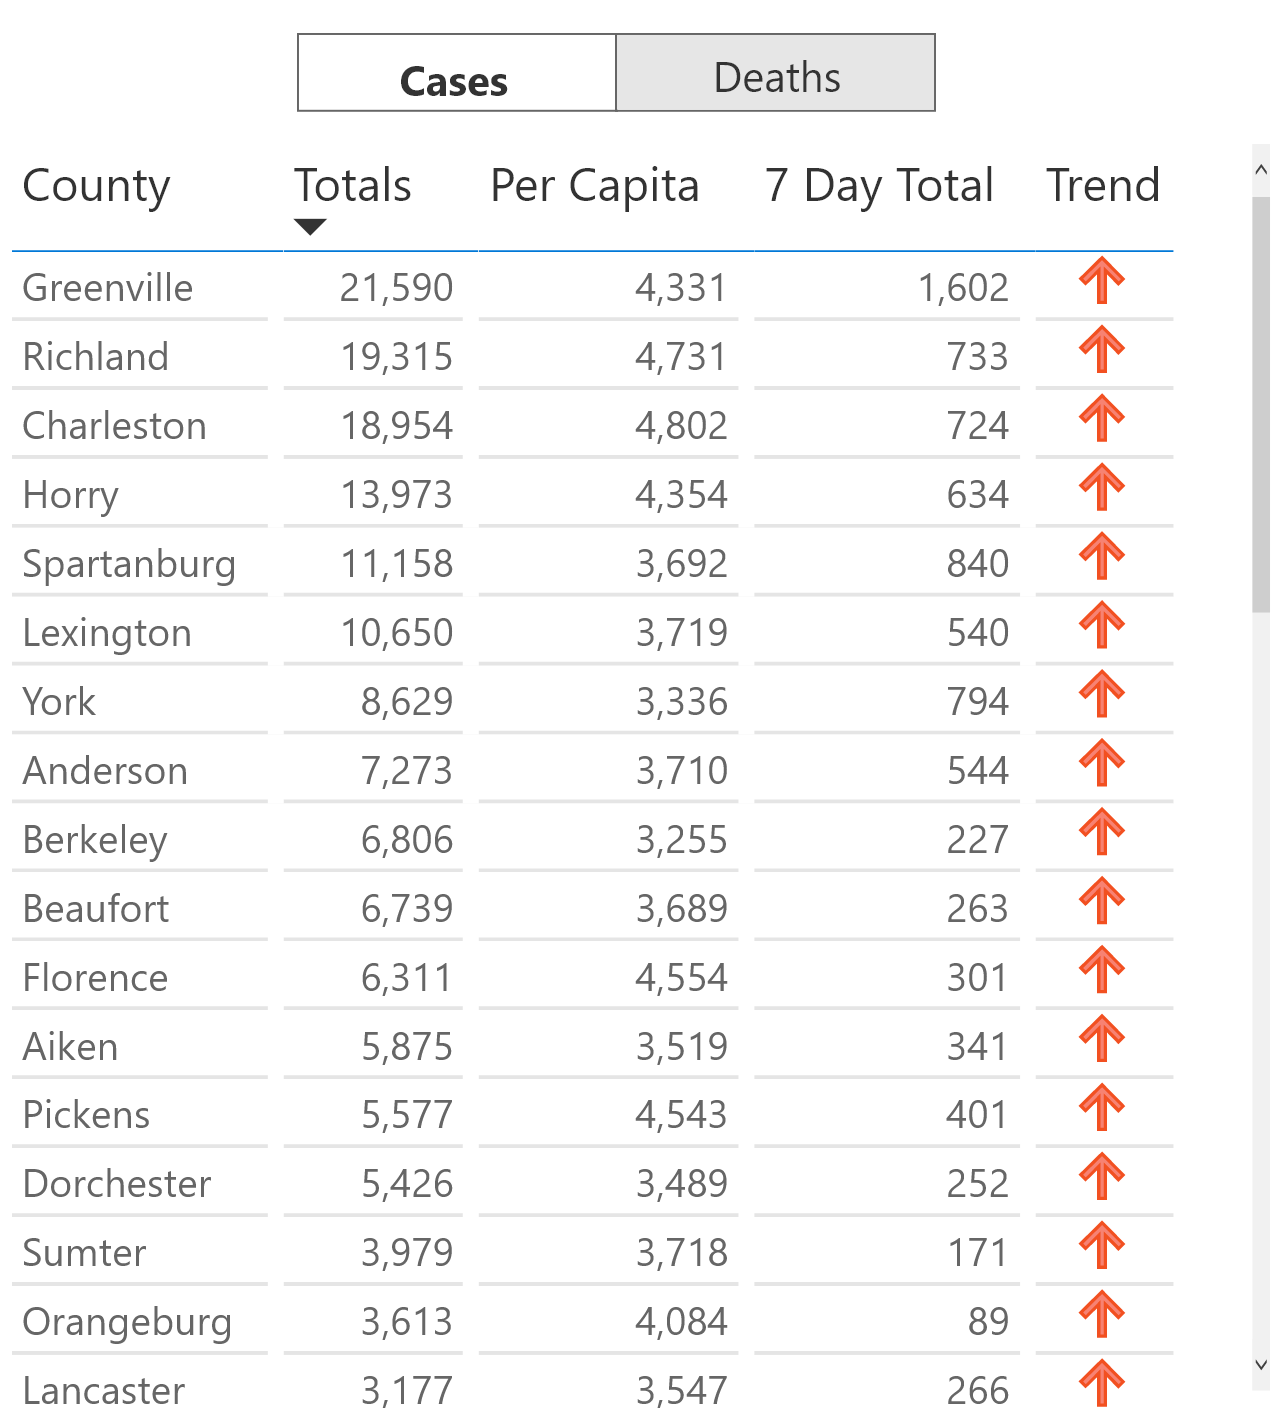 Cases Deaths
County Totals Per Capita 7 Day Total Trend
Greenville 21,590 4,331 1,602
Richland 19,315 4,731 733
Charleston 18,954 4,802 724
Horry 13,973 4,354 634
Spartanburg 11,158 3,692 840
Lexington 10,650 3,719 540
York 8,629 3,336 794
Anderson 7,273 3,710 544
Berkeley 6,806 3,255 227
Beaufort 6,739 3,689 263
Florence 6,311 4,554 301
Aiken 5,875 3,519 341
Pickens 5,577 4,543 401
Dorchester 5,426 3,489 252
Sumter 3,979 3,718 171
Orangeburg 3,613 4,084 89
Lancaster 3,177 3,547 266